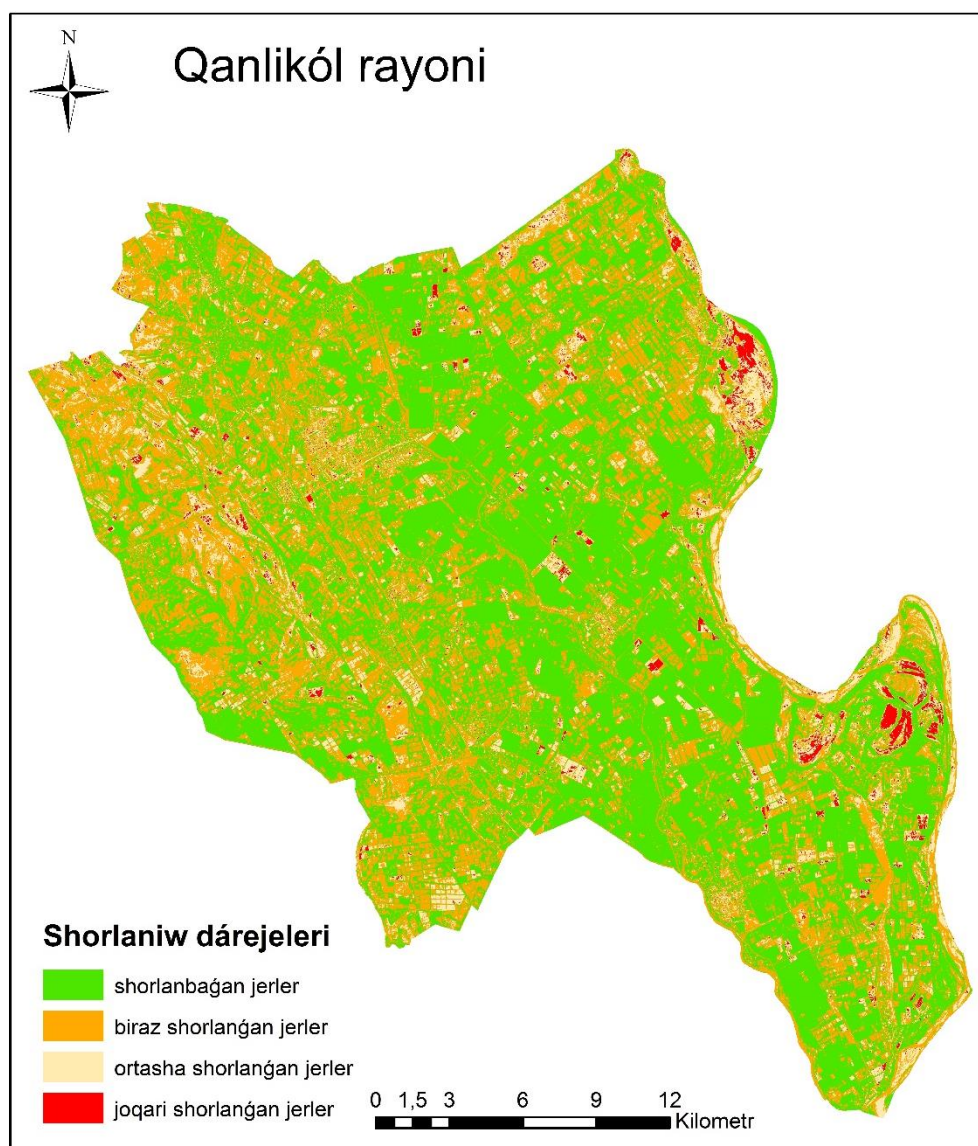 N
Qanlikól rayoni
Shorlaniw dárejeleri
shorlanbaǵan jerler
biraz shorlanǵan jerler
ortasha shorlanǵan jerler
joqari shorlanǵan jerler
0 1,5 3 6 9 12
Kilometr